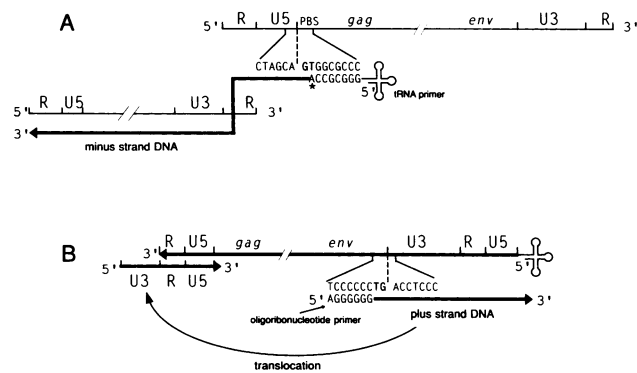 A
5' R U5 PBS gag env U3 R 3'
CTAGCA GTGGCGCCC
ACCGCGGG
*
5'
tRNA primer
5' R U5 U3 R 3'
3'
minus strand DNA
B
3' R U5 gag env U3 R U5 5'
5' 3'
U3 R U5
TCCCCCCTG ACCTCCC
5' AGGGGGG 3'
oligoribonucleotide primer
plus strand DNA
translocation